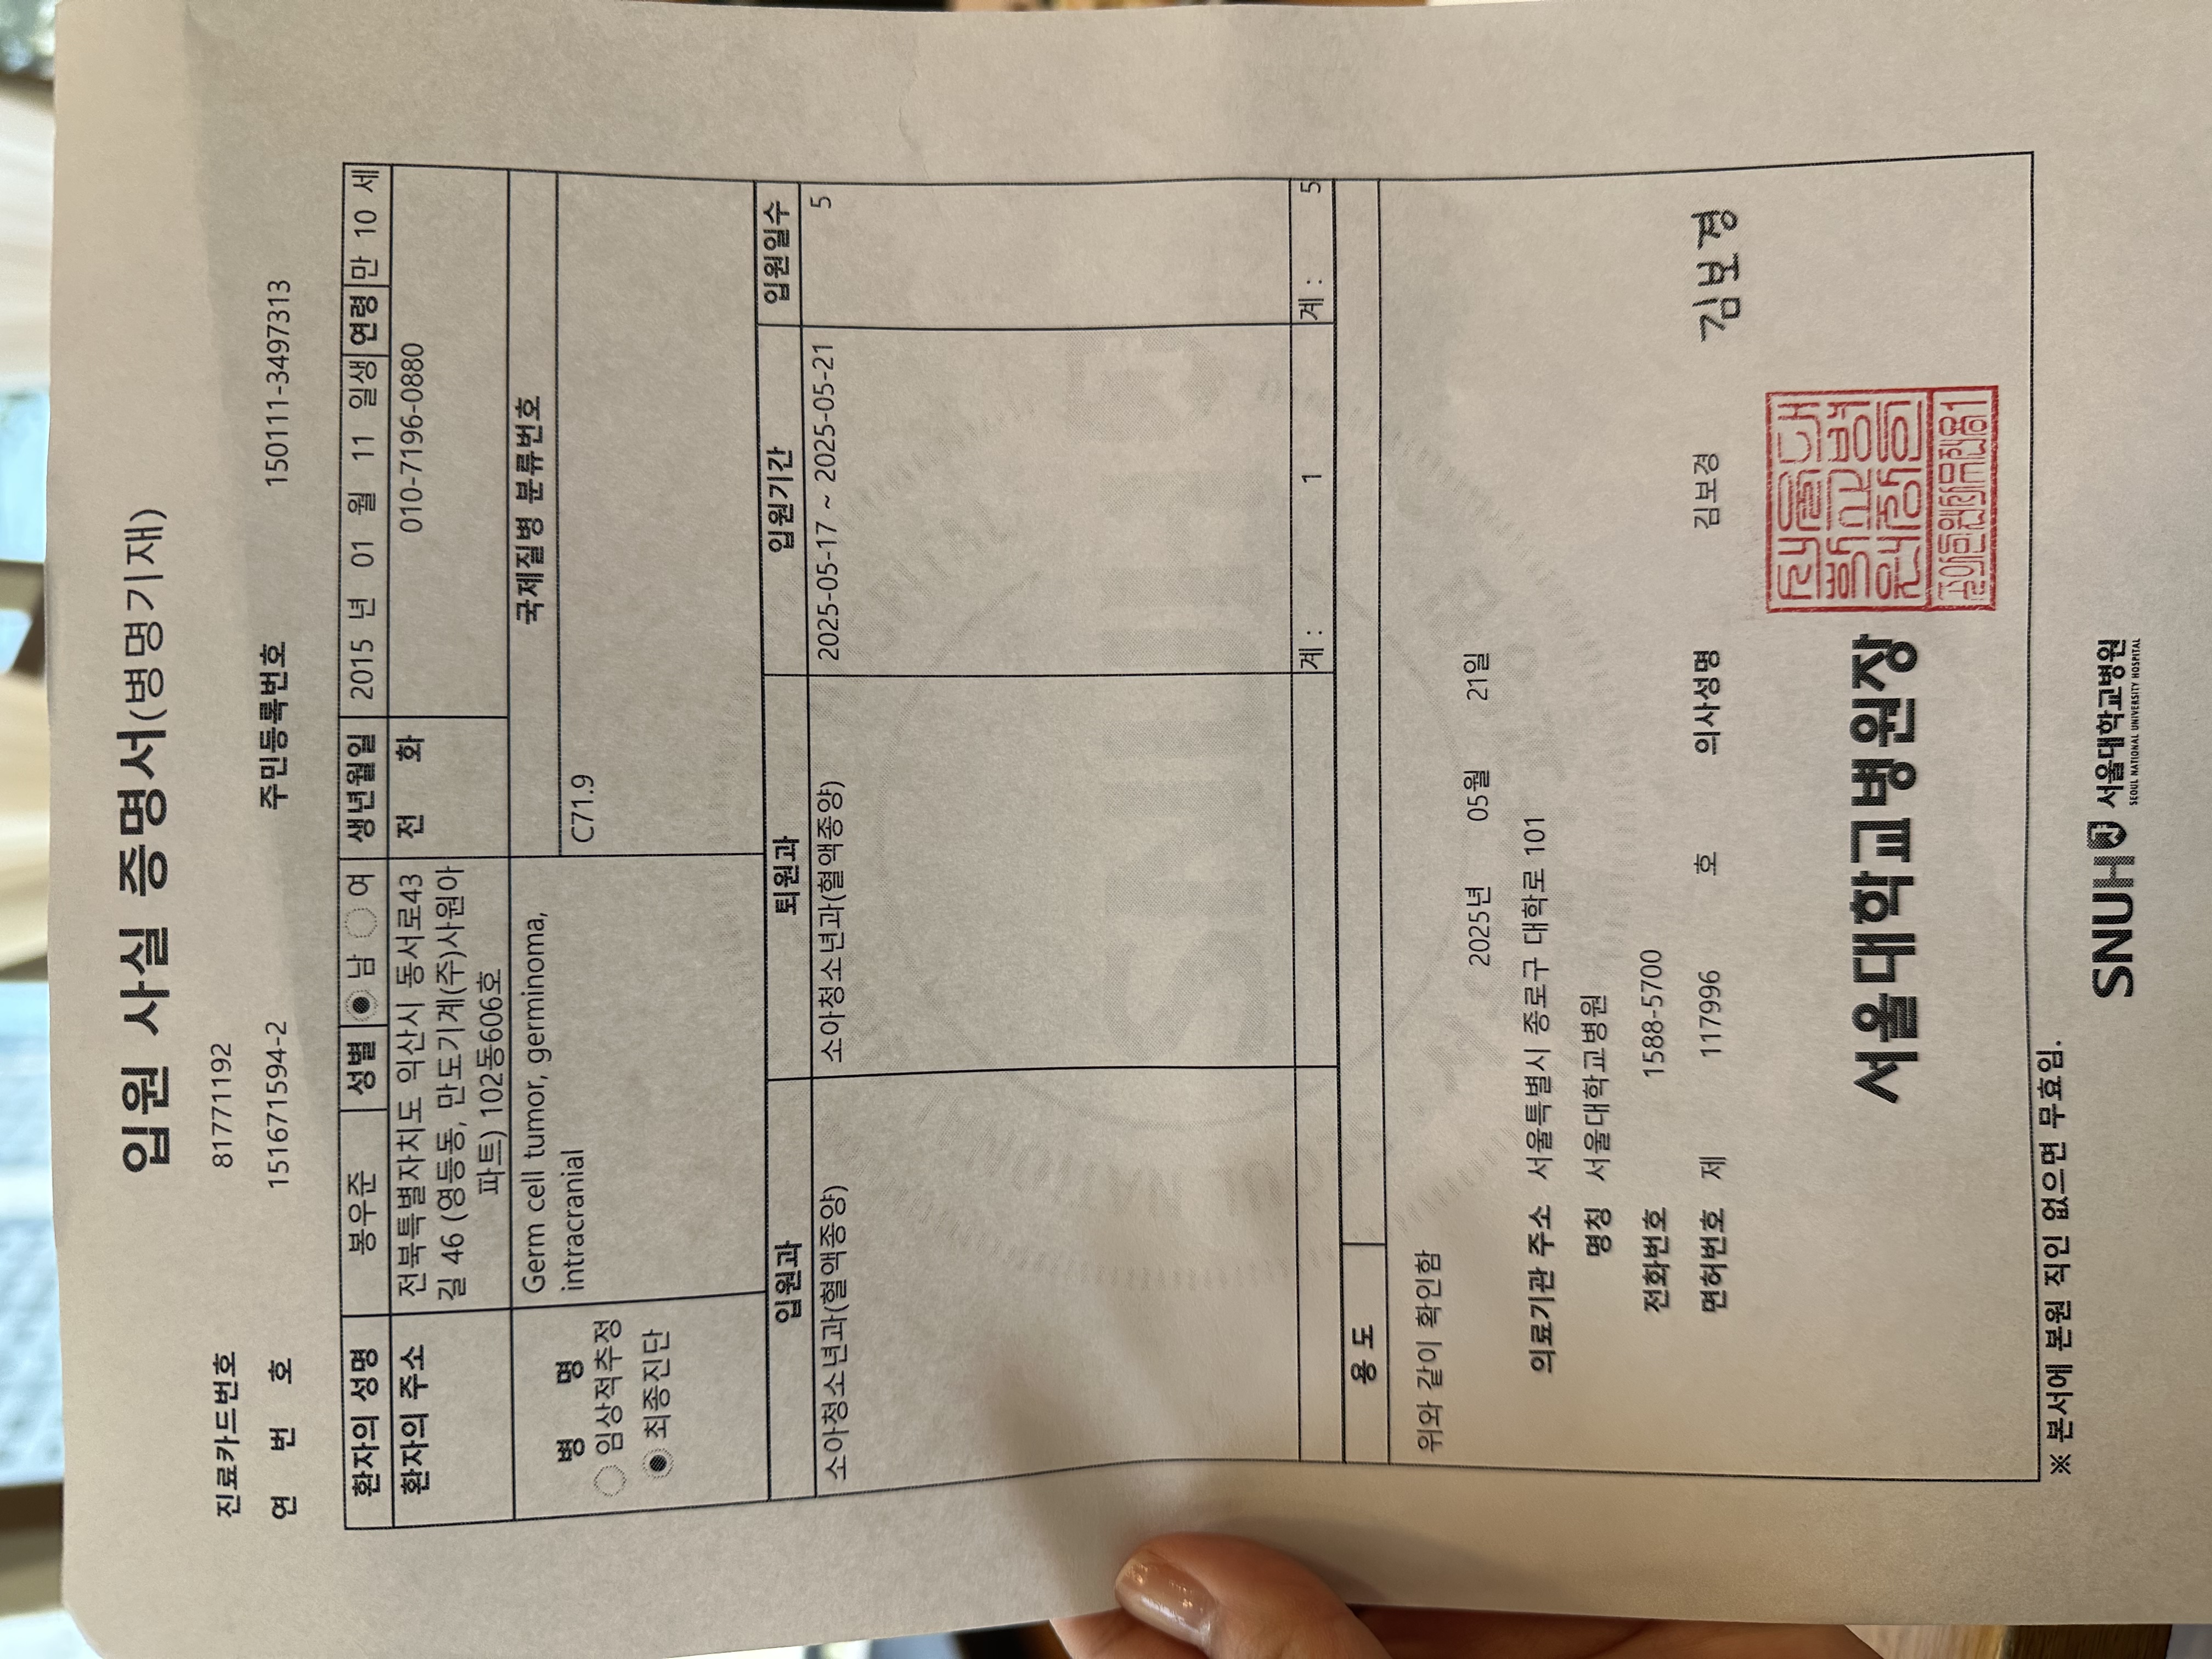 입원 사실 증명서(병명기재)
진료카드번호 81771192
연 번 호 151671594-2 주민등록번호 150111-3497313
환자의 성명 봉우준 성별 남 여 생년월일 2015 년 01 월 11 일생 연령 만 10 세
환자의 주소 전북특별자치도 익산시 동서로43
길 46 (영등동, 만도기계(주)사원아
파트) 102동606호
전 화 010-7196-0880
병 명
임상적추정
최종진단
Germ cell tumor, germinoma,
intracranial
국제질병 분류번호
C71.9
입원과 퇴원과 입원기간 입원일수
소아청소년과(혈액종양) 소아청소년과(혈액종양) 2025-05-17 ~ 2025-05-21 5
계 : 1 계 : 5
용 도
위와 같이 확인함
2025년 05월 21일
의료기관 주소 서울특별시 종로구 대학로 101
명칭 서울대학교병원
전화번호 1588-5700
면허번호 제 117996 호 의사성명 김보경 김보경
서울대학교병원장
※ 본서에 본원 직인 없으면 무효임.
SNUH 서울대학교병원
SEOUL NATIONAL UNIVERSITY HOSPITAL